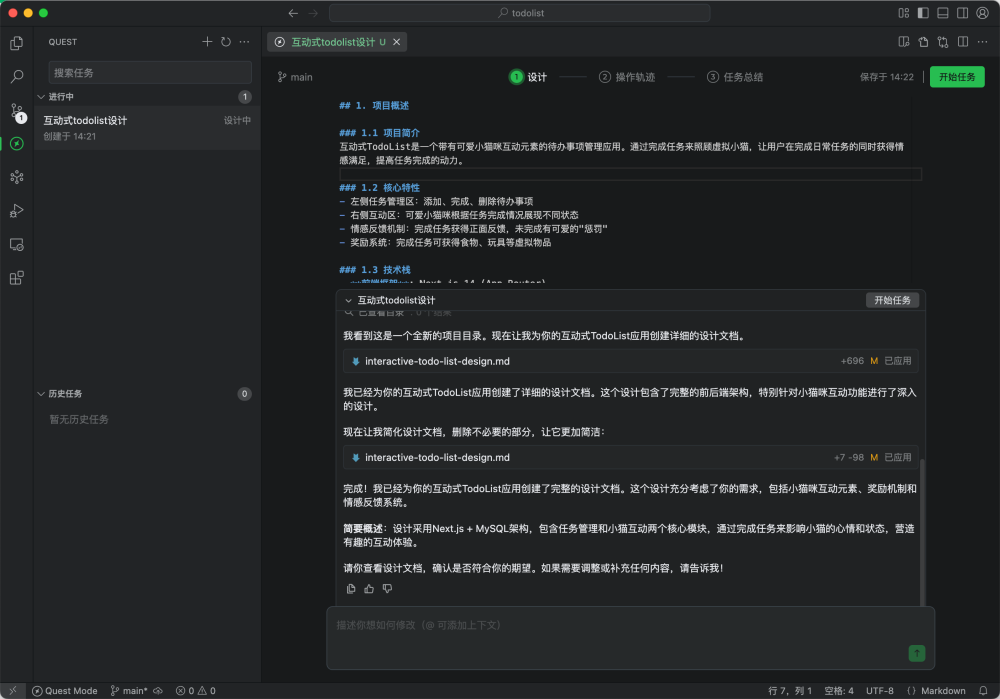 todolist
QUEST
互动式todolist设计 U
搜索任务
进行中 1
互动式todolist设计 设计中
创建于 14:21
历史任务 0
暂无历史任务
1
main
1 设计
2 操作轨迹
3 任务总结
保存于 14:22
开始任务
## 1. 项目概述
### 1.1 项目简介
互动式TodoList是一个带有可爱小猫咪互动元素的待办事项管理应用。通过完成任务来照顾虚拟小猫，让用户在完成日常任务的同时获得情
感满足，提高任务完成的动力。
### 1.2 核心特性
- 左侧任务管理区：添加、完成、删除待办事项
- 右侧互动区：可爱小猫咪根据任务完成情况展现不同状态
- 情感反馈机制：完成任务获得正面反馈，未完成有可爱的"惩罚"
- 奖励系统：完成任务可获得食物、玩具等虚拟物品
### 1.3 技术栈
- **前端框架**: Next.js 14 (App Router)
互动式todolist设计 开始任务
已查看目录 : 0 个结果
我看到这是一个全新的项目目录。现在让我为你的互动式TodoList应用创建详细的设计文档。
interactive-todo-list-design.md +696 M 已应用
我已经为你的互动式TodoList应用创建了详细的设计文档。这个设计包含了完整的前后端架构，特别针对小猫咪互动功能进行了深入
的设计。
现在让我简化设计文档，删除不必要的部分，让它更加简洁：
interactive-todo-list-design.md +7 -98 M 已应用
完成！我已经为你的互动式TodoList应用创建了完整的设计文档。这个设计充分考虑了你的需求，包括小猫咪互动元素、奖励机制和
情感反馈系统。
简要概述：设计采用Next.js + MySQL架构，包含任务管理和小猫互动两个核心模块，通过完成任务来影响小猫的心情和状态，营造
有趣的互动体验。
请你查看设计文档，确认是否符合你的期望。如果需要调整或补充任何内容，请告诉我！
描述你想如何修改（@ 可添加上下文）
Quest Mode main* 0 0 行 7，列 1 空格: 4 UTF-8 Markdown